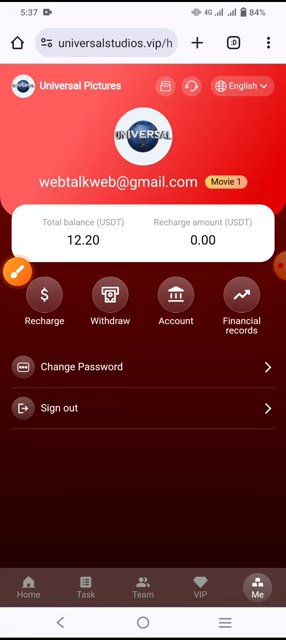 5:37
4G
84%
universalstudios.vip/h
:D
Universal Pictures
English
UNIVERSAL
webtalkweb@gmail.com
Movie 1
Total balance (USDT)
Recharge amount (USDT)
12.20
0.00
Recharge
Withdraw
Account
Financial
records
Change Password
Sign out
Home
Task
Team
VIP
Me